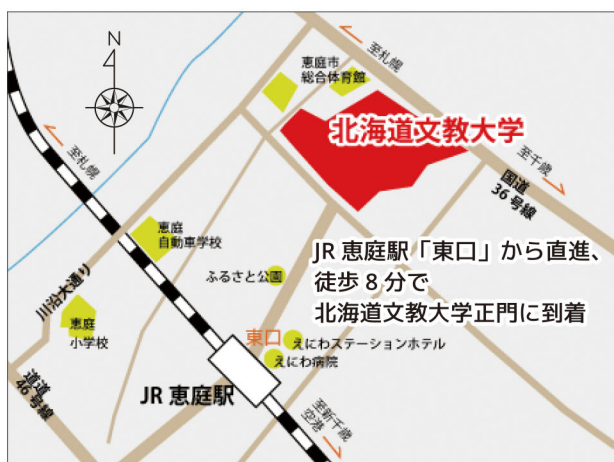 N
至札幌
恵庭市
総合体育館
北海道文教大学
至札幌
至千歳
国道
36号線
恵庭
自動車学校
JR恵庭駅「東口」から直進、
徒歩8分で
北海道文教大学正門に到着
ふるさと公園
川沿大通り
恵庭
小学校
東口
えにわステーションホテル
えにわ病院
道道
46号線
JR恵庭駅
至新千歳
空港